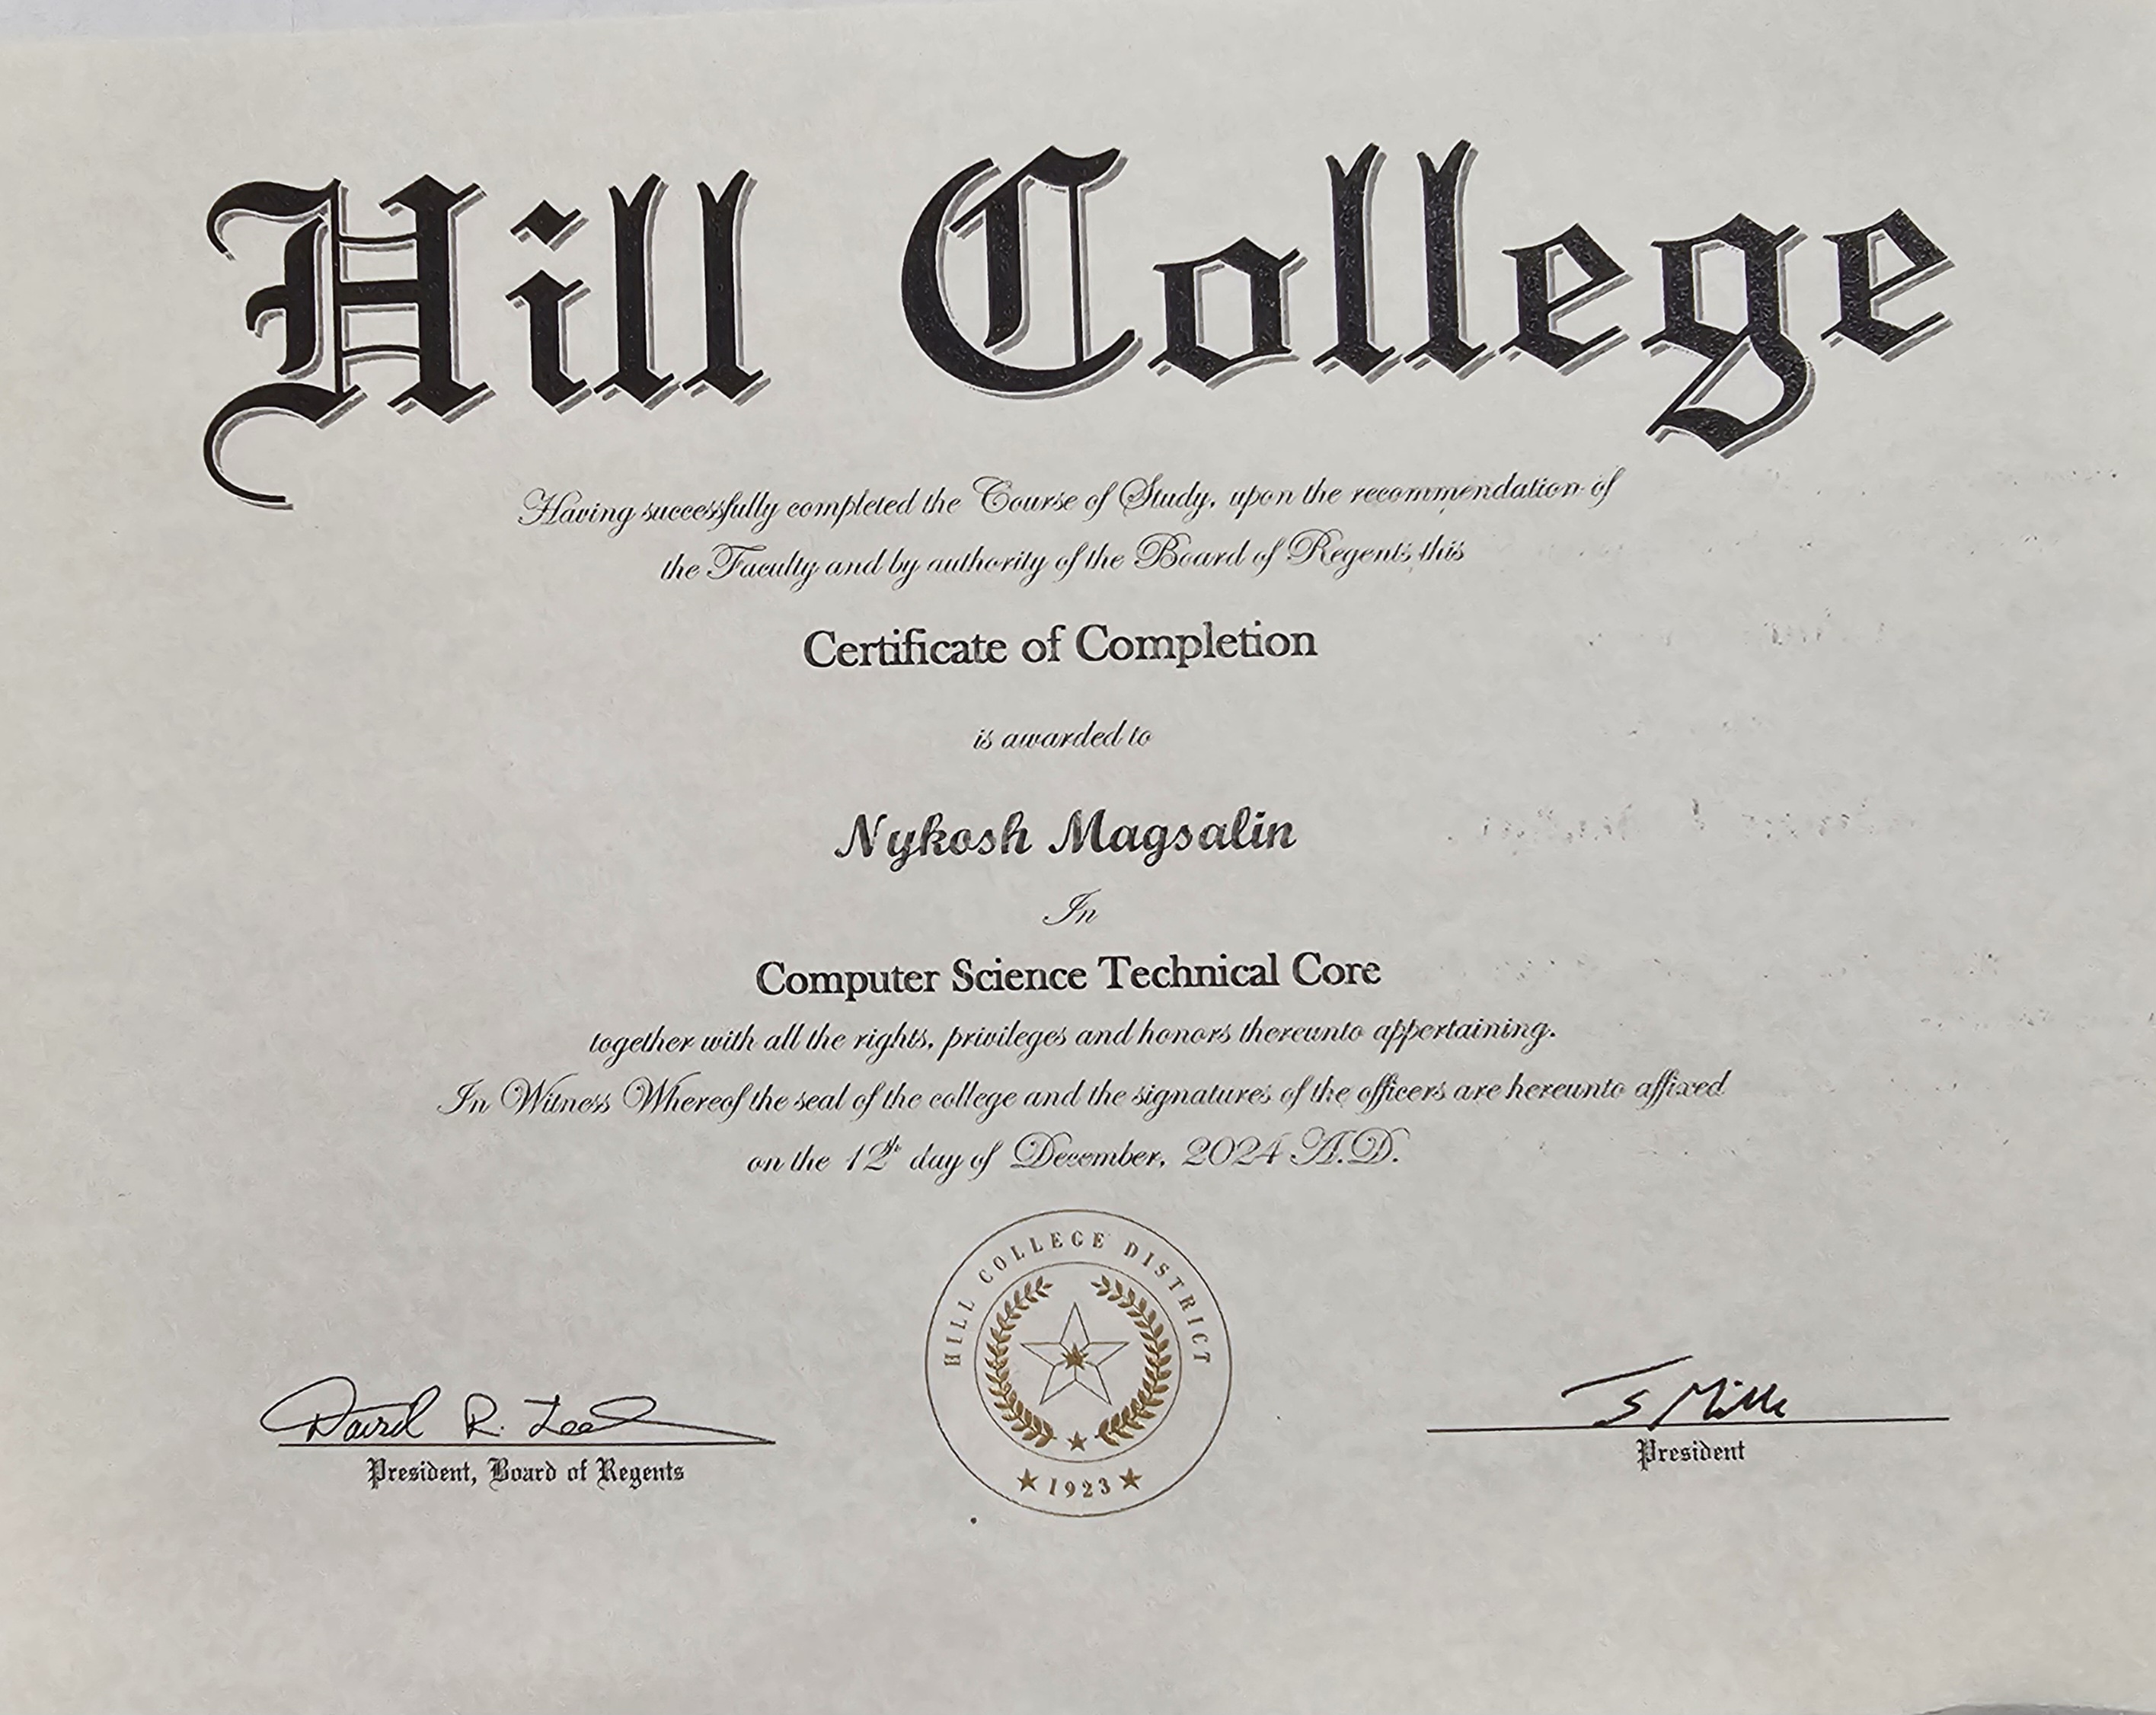 Hill College
Having successfully completed the Course of Study, upon the recommendation of
the Faculty and by authority of the Board of Regents this
Certificate of Completion
is awarded to
Nykosh Magsalin
In
Computer Science Technical Core
together with all the rights, privileges and honors thereunto appertaining.
In Witness Whereof the seal of the college and the signatures of the officers are hereunto affixed
on the 12th day of December, 2024 A.D.
HILL COLLEGE DISTRICT
1923
David R. 
President, Board of Regents
President